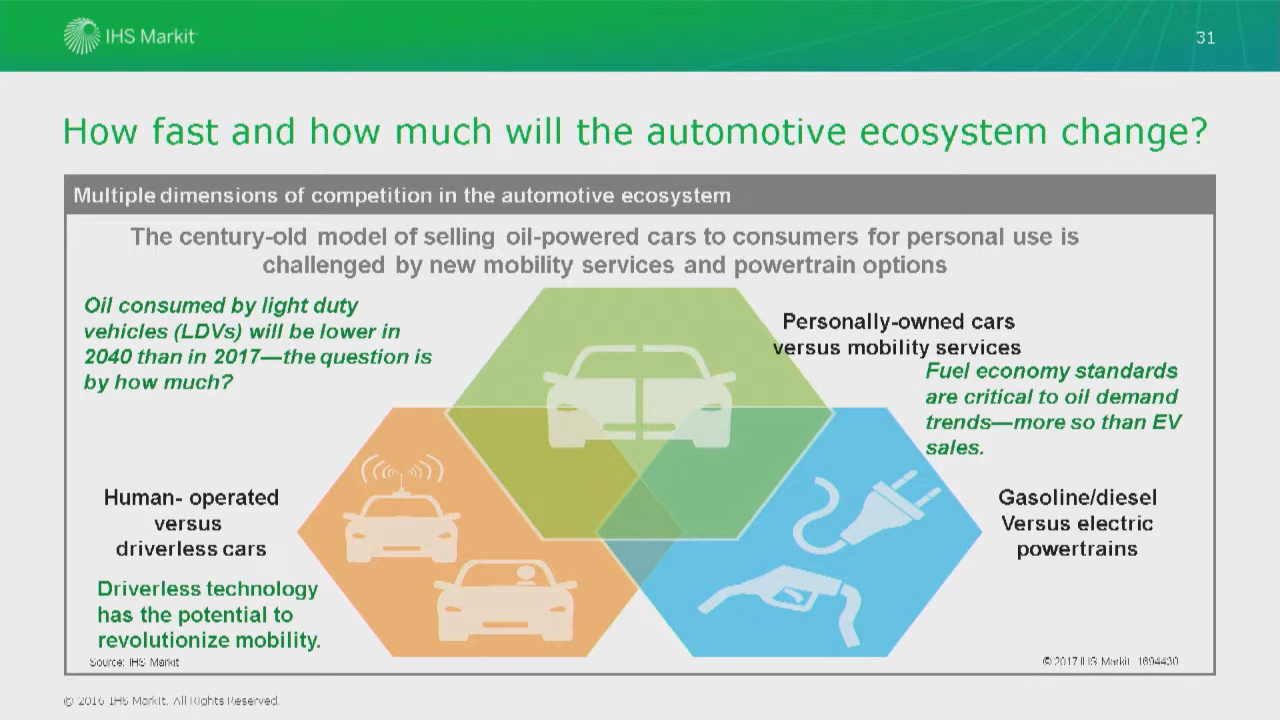 IHS Markit
31
How fast and how much will the automotive ecosystem change?
Multiple dimensions of competition in the automotive ecosystem
The century-old model of selling oil-powered cars to consumers for personal use is
challenged by new mobility services and powertrain options
Oil consumed by light duty
vehicles (LDVs) will be lower in
2040 than in 2017—the question is
by how much?
Personally-owned cars
versus mobility services
Fuel economy standards
are critical to oil demand
trends—more so than EV
sales.
Human- operated
versus
driverless cars
Gasoline/diesel
Versus electric
powertrains
Driverless technology
has the potential to
revolutionize mobility.
Source: IHS Markit
© 2017 IHS Markit: 1694430
© 2016 IHS Markit. All Rights Reserved.